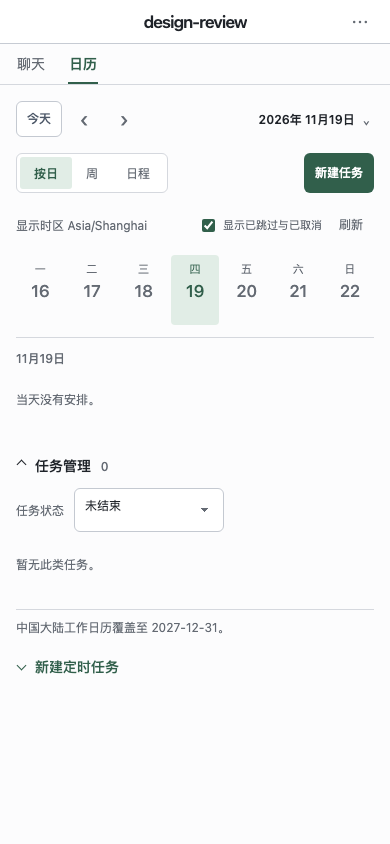 design-review
聊天 日历
今天 2026年 11月19日
按日 周 日程 新建任务
显示时区 Asia/Shanghai 显示已跳过与已取消 刷新
一 二 三 四 五 六 日
16 17 18 19 20 21 22
11月19日
当天没有安排。
任务管理 0
任务状态 未结束
暂无此类任务。
中国大陆工作日历覆盖至 2027-12-31。
新建定时任务